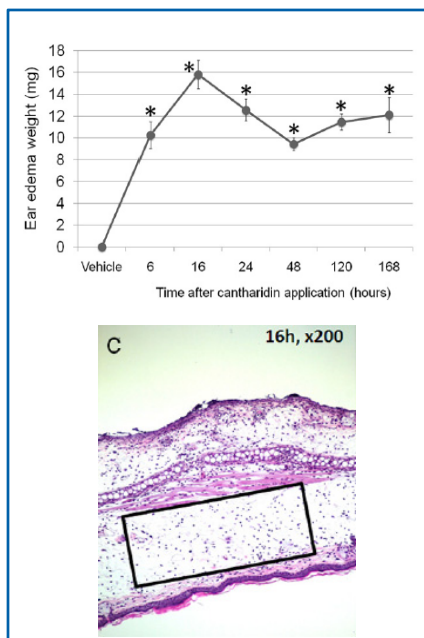 Ear edema weight (mg)
18
16
14
12
10
8
6
4
2
0
* * * * * *
Vehicle 6 16 24 48 120 168
Time after cantharidin application (hours)
C 16h, x200